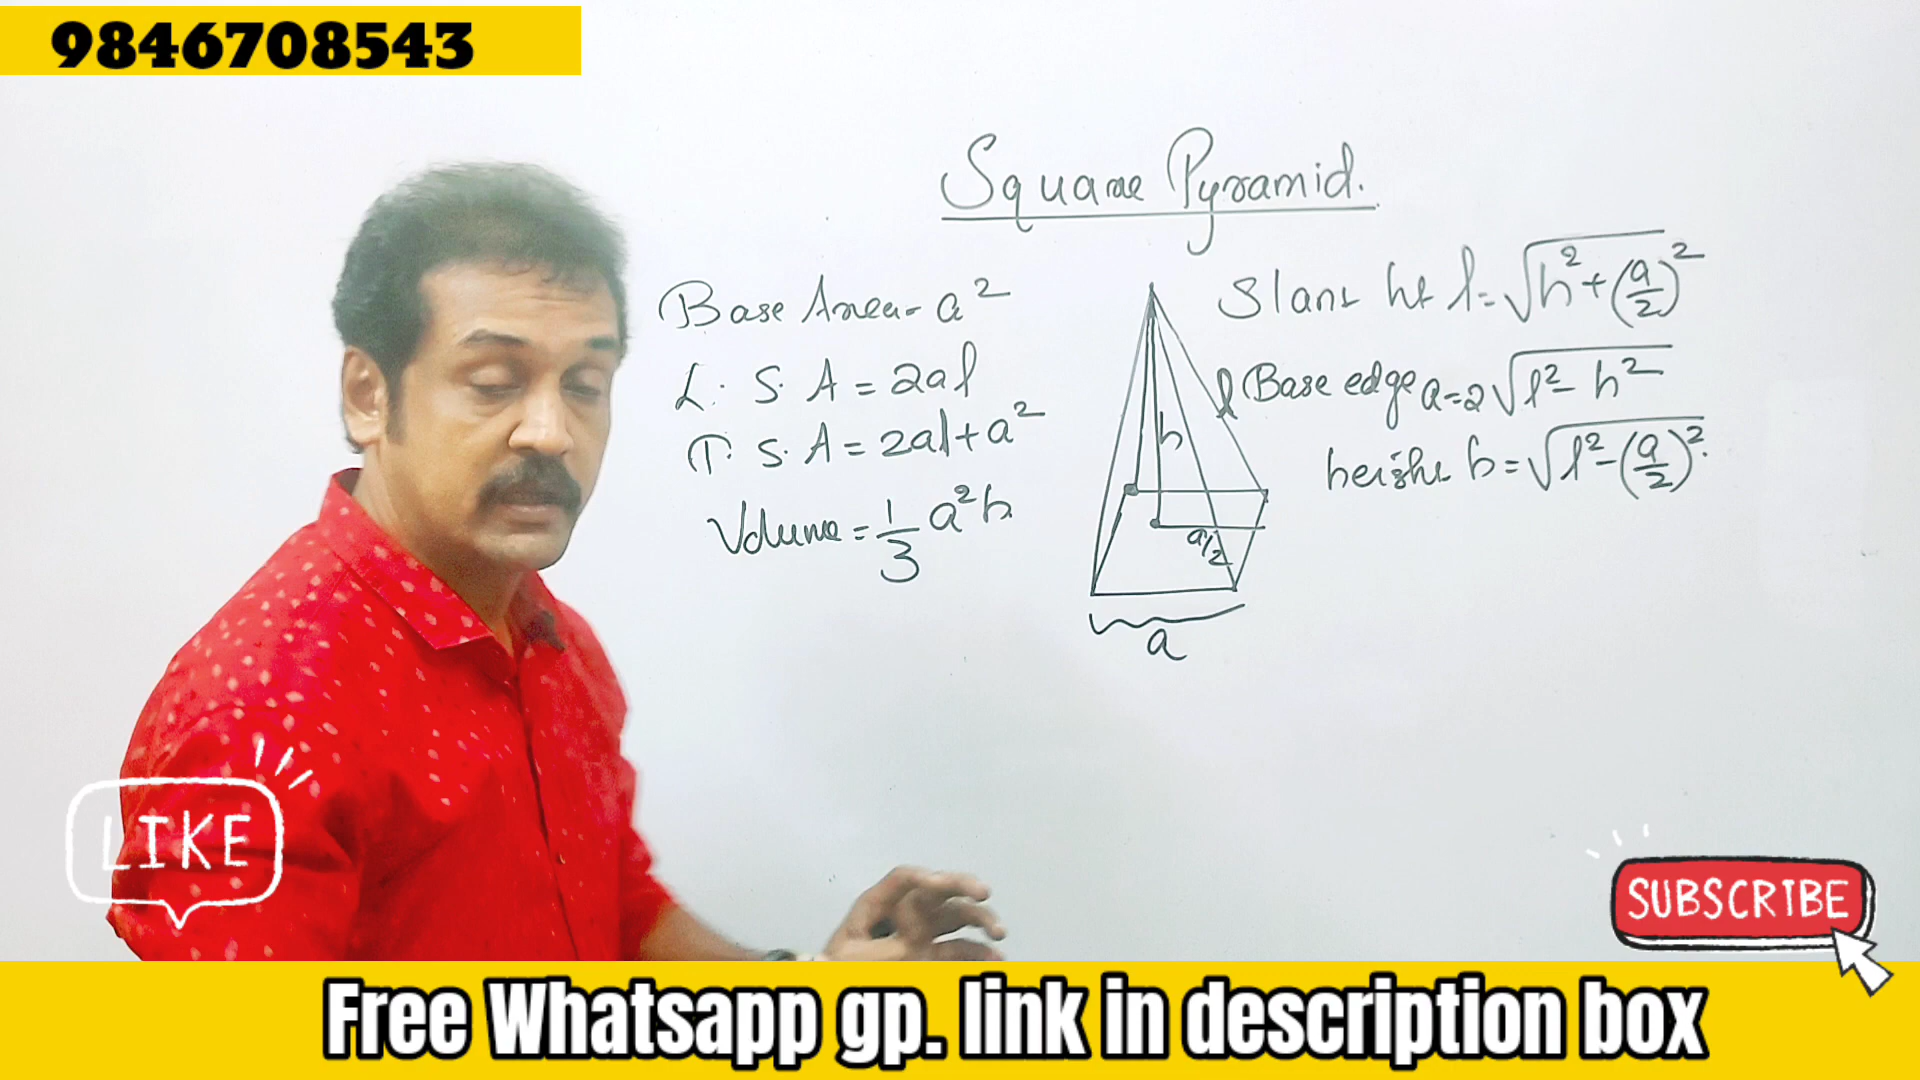 9846708543
Square Pyramid.
Base Area = a²
L. S. A = 2al
T. S. A = 2al + a²
Volume = 1/3 a²h
l
h
a/2
a
Slant ht l = √h² + (a/2)²
Base edge a = 2√l² - h²
height h = √l² - (a/2)².
LIKE
SUBSCRIBE
Free Whatsapp gp. link in description box